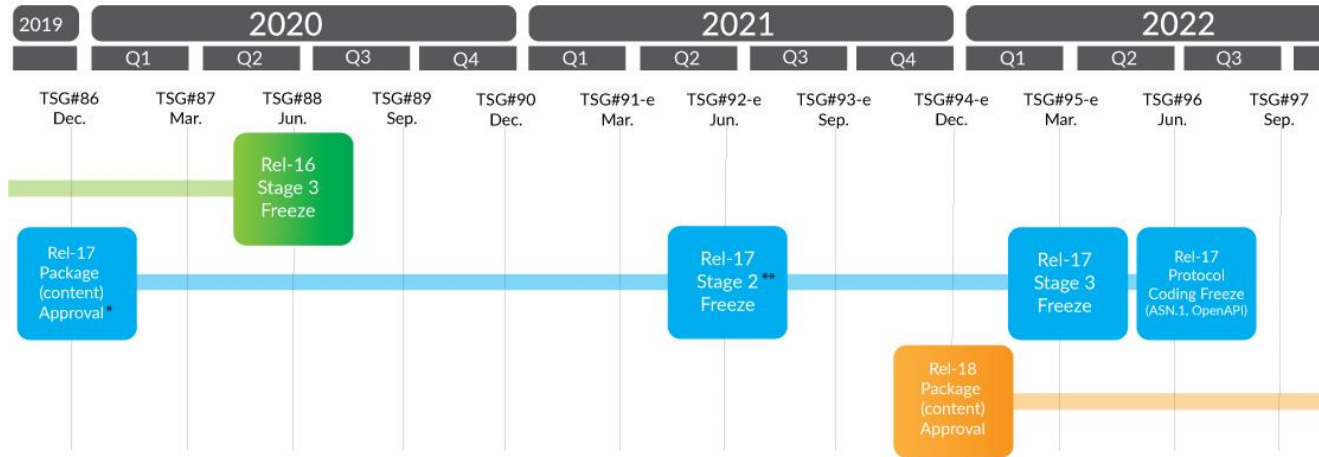 2019 2020 2021 2022
Q1 Q2 Q3 Q4 Q1 Q2 Q3 Q4 Q1 Q2 Q3
TSG#86 TSG#87 TSG#88 TSG#89 TSG#90 TSG#91-e TSG#92-e TSG#93-e TSG#94-e TSG#95-e TSG#96 TSG#97
Dec. Mar. Jun. Sep. Dec. Mar. Jun. Sep. Dec. Mar. Jun. Sep.
Rel-16
Stage 3
Freeze
Rel-17
Package
(content)
Approval*
Rel-17
Stage 2**
Freeze
Rel-17
Stage 3
Freeze
Rel-17
Protocol
Coding Freeze
(ASN.1, OpenAPI)
Rel-18
Package
(content)
Approval